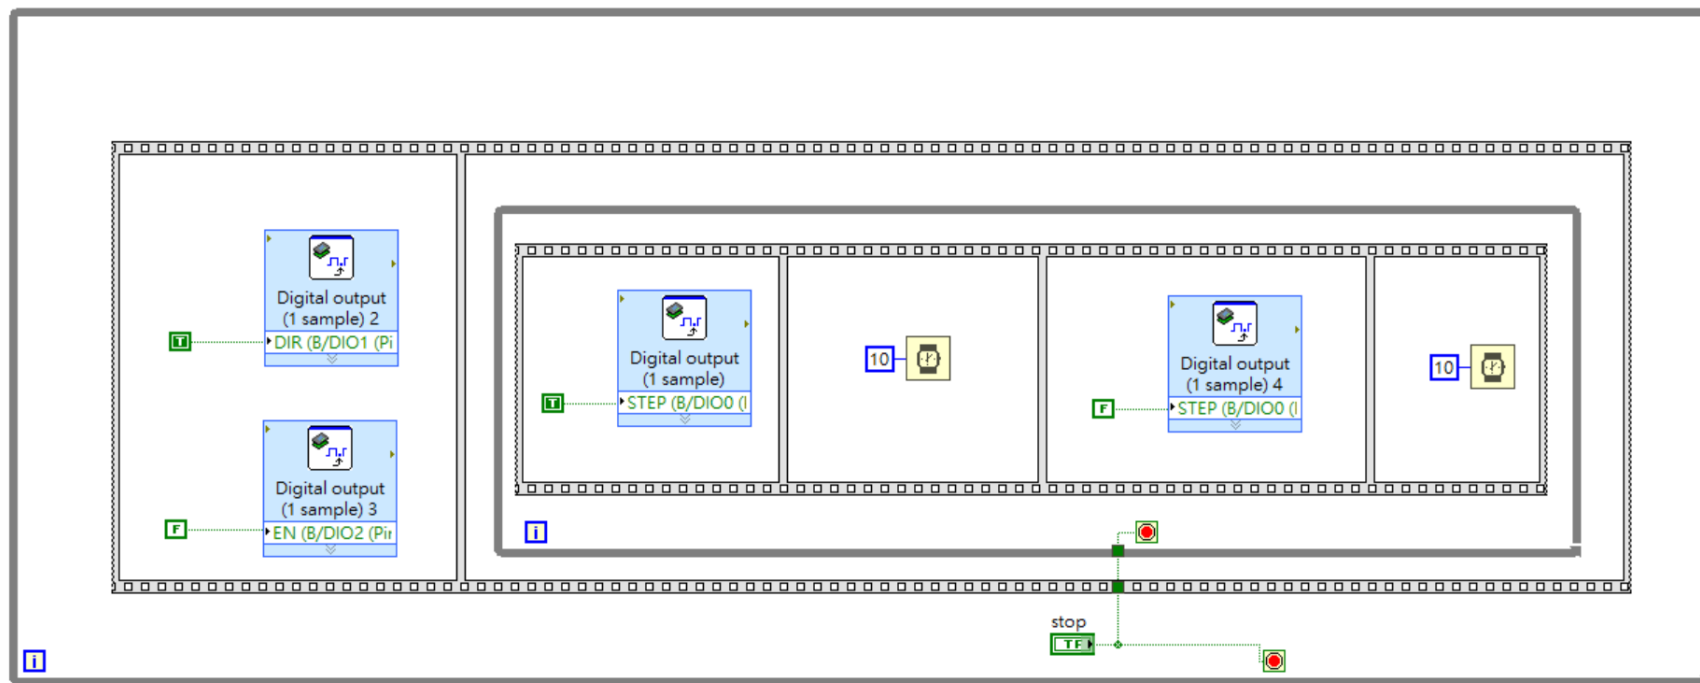 Digital output
(1 sample) 2
T
DIR (B/DIO1 (Pi
Digital output
(1 sample) 3
F
EN (B/DIO2 (Pin
Digital output
(1 sample)
T
STEP (B/DIO0 (
10
Digital output
(1 sample) 4
F
STEP (B/DIO0 (
10
i
stop
TF
i